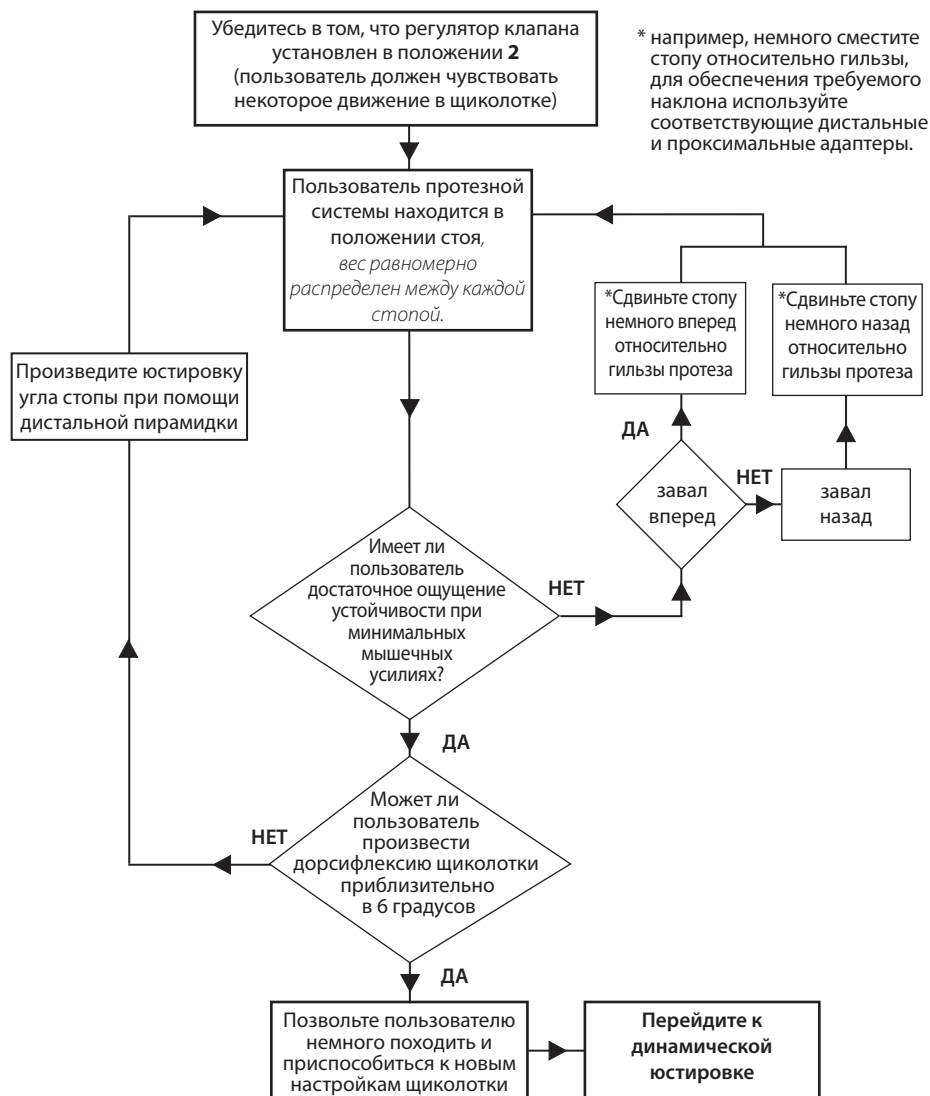 Убедитесь в том, что регулятор клапана
установлен в положении 2
(пользователь должен чувствовать
некоторое движение в щиколотке)
* например, немного сместите
стопу относительно гильзы,
для обеспечения требуемого
наклона используйте
соответствующие дистальные
и проксимальные адаптеры.
Пользователь протезной
системы находится в
положении стоя,
вес равномерно
распределен между каждой
стопой.
*Сдвиньте стопу
немного вперед
относительно
гильзы протеза
*Сдвиньте стопу
немного назад
относительно
гильзы протеза
Произведите юстировку
угла стопы при помощи
дистальной пирамидки
ДА
завал
вперед
НЕТ
завал
назад
Имеет ли
пользователь
достаточное ощущение
устойчивости при
минимальных
мышечных
усилиях?
НЕТ
ДА
Может ли
пользователь
произвести
дорсифлексию щиколотки
приблизительно
в 6 градусов
НЕТ
ДА
Позвольте пользователю
немного походить и
приспособиться к новым
настройкам щиколотки
Перейдите к
динамической
юстировке